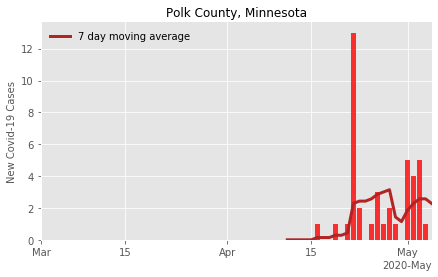 Polk County, Minnesota
7 day moving average
New Covid-19 Cases
12
10
8
6
4
2
0
Mar
15
Apr
15
May
2020-May